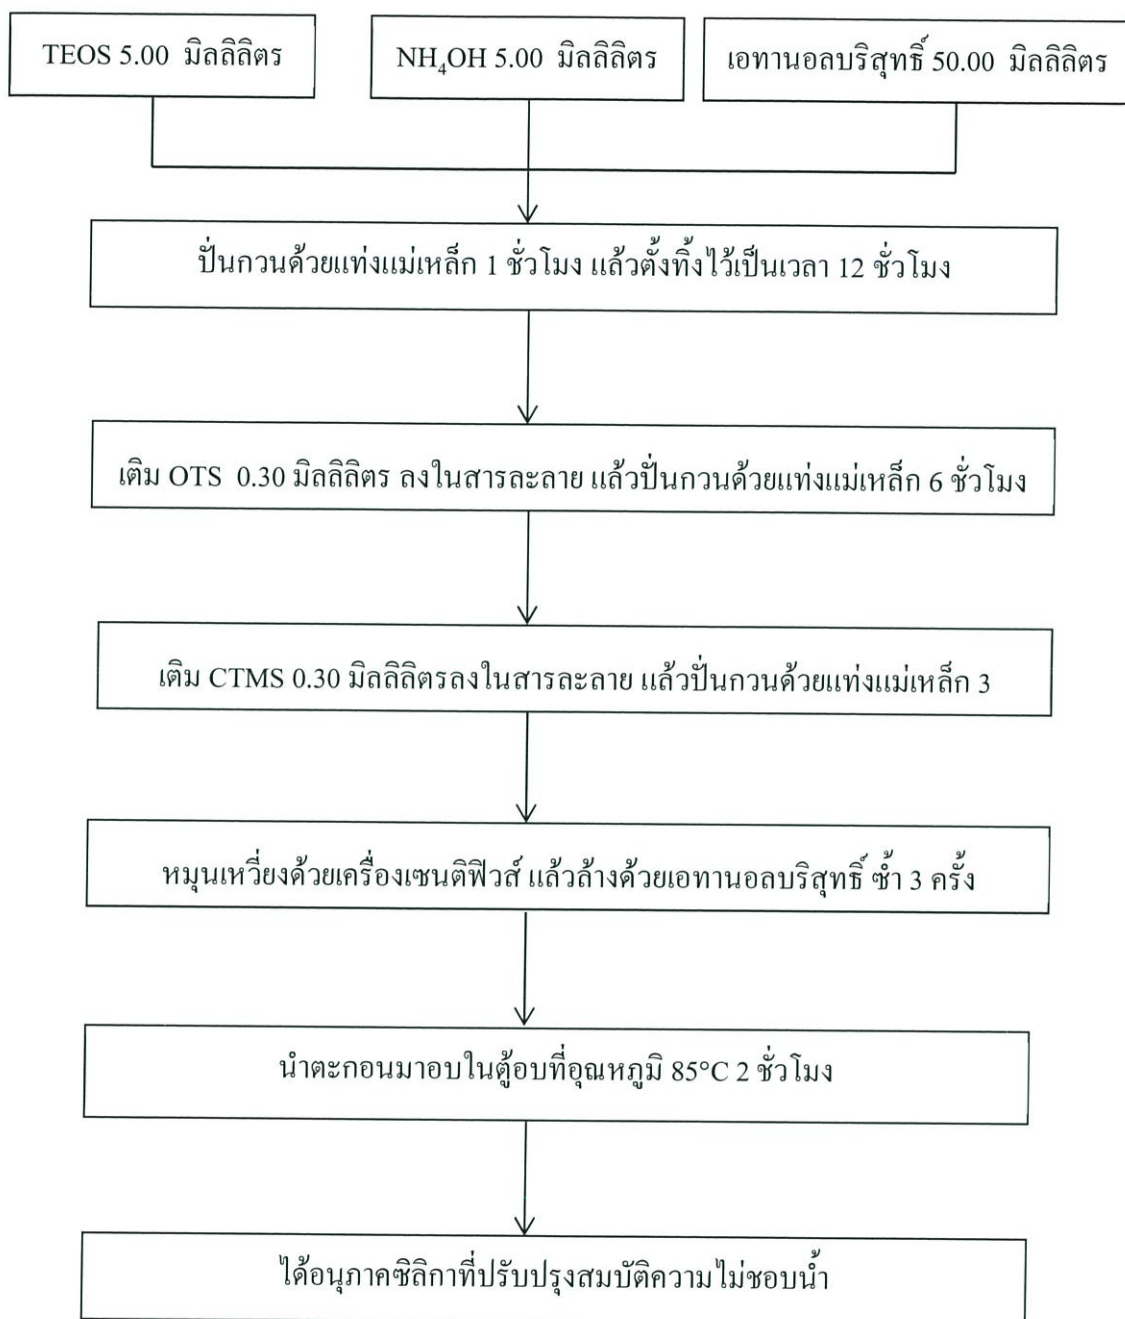 TEOS 5.00 มิลลิลิตร
NH₄OH 5.00 มิลลิลิตร
เอทานอลบริสุทธิ์ 50.00 มิลลิลิตร
ปั่นกวนด้วยแท่งแม่เหล็ก 1 ชั่วโมง แล้วตั้งทิ้งไว้เป็นเวลา 12 ชั่วโมง
เติม OTS 0.30 มิลลิลิตร ลงในสารละลาย แล้วปั่นกวนด้วยแท่งแม่เหล็ก 6 ชั่วโมง
เติม CTMS 0.30 มิลลิลิตรลงในสารละลาย แล้วปั่นกวนด้วยแท่งแม่เหล็ก 3
หมุนเหวี่ยงด้วยเครื่องเซนติฟิวส์ แล้วล้างด้วยเอทานอลบริสุทธิ์ ซ้ำ 3 ครั้ง
นำตะกอนมาอบในตู้อบที่อุณหภูมิ 85°C 2 ชั่วโมง
ได้อนุภาคซิลิกาที่ปรับปรุงสมบัติความไม่ชอบน้ำ